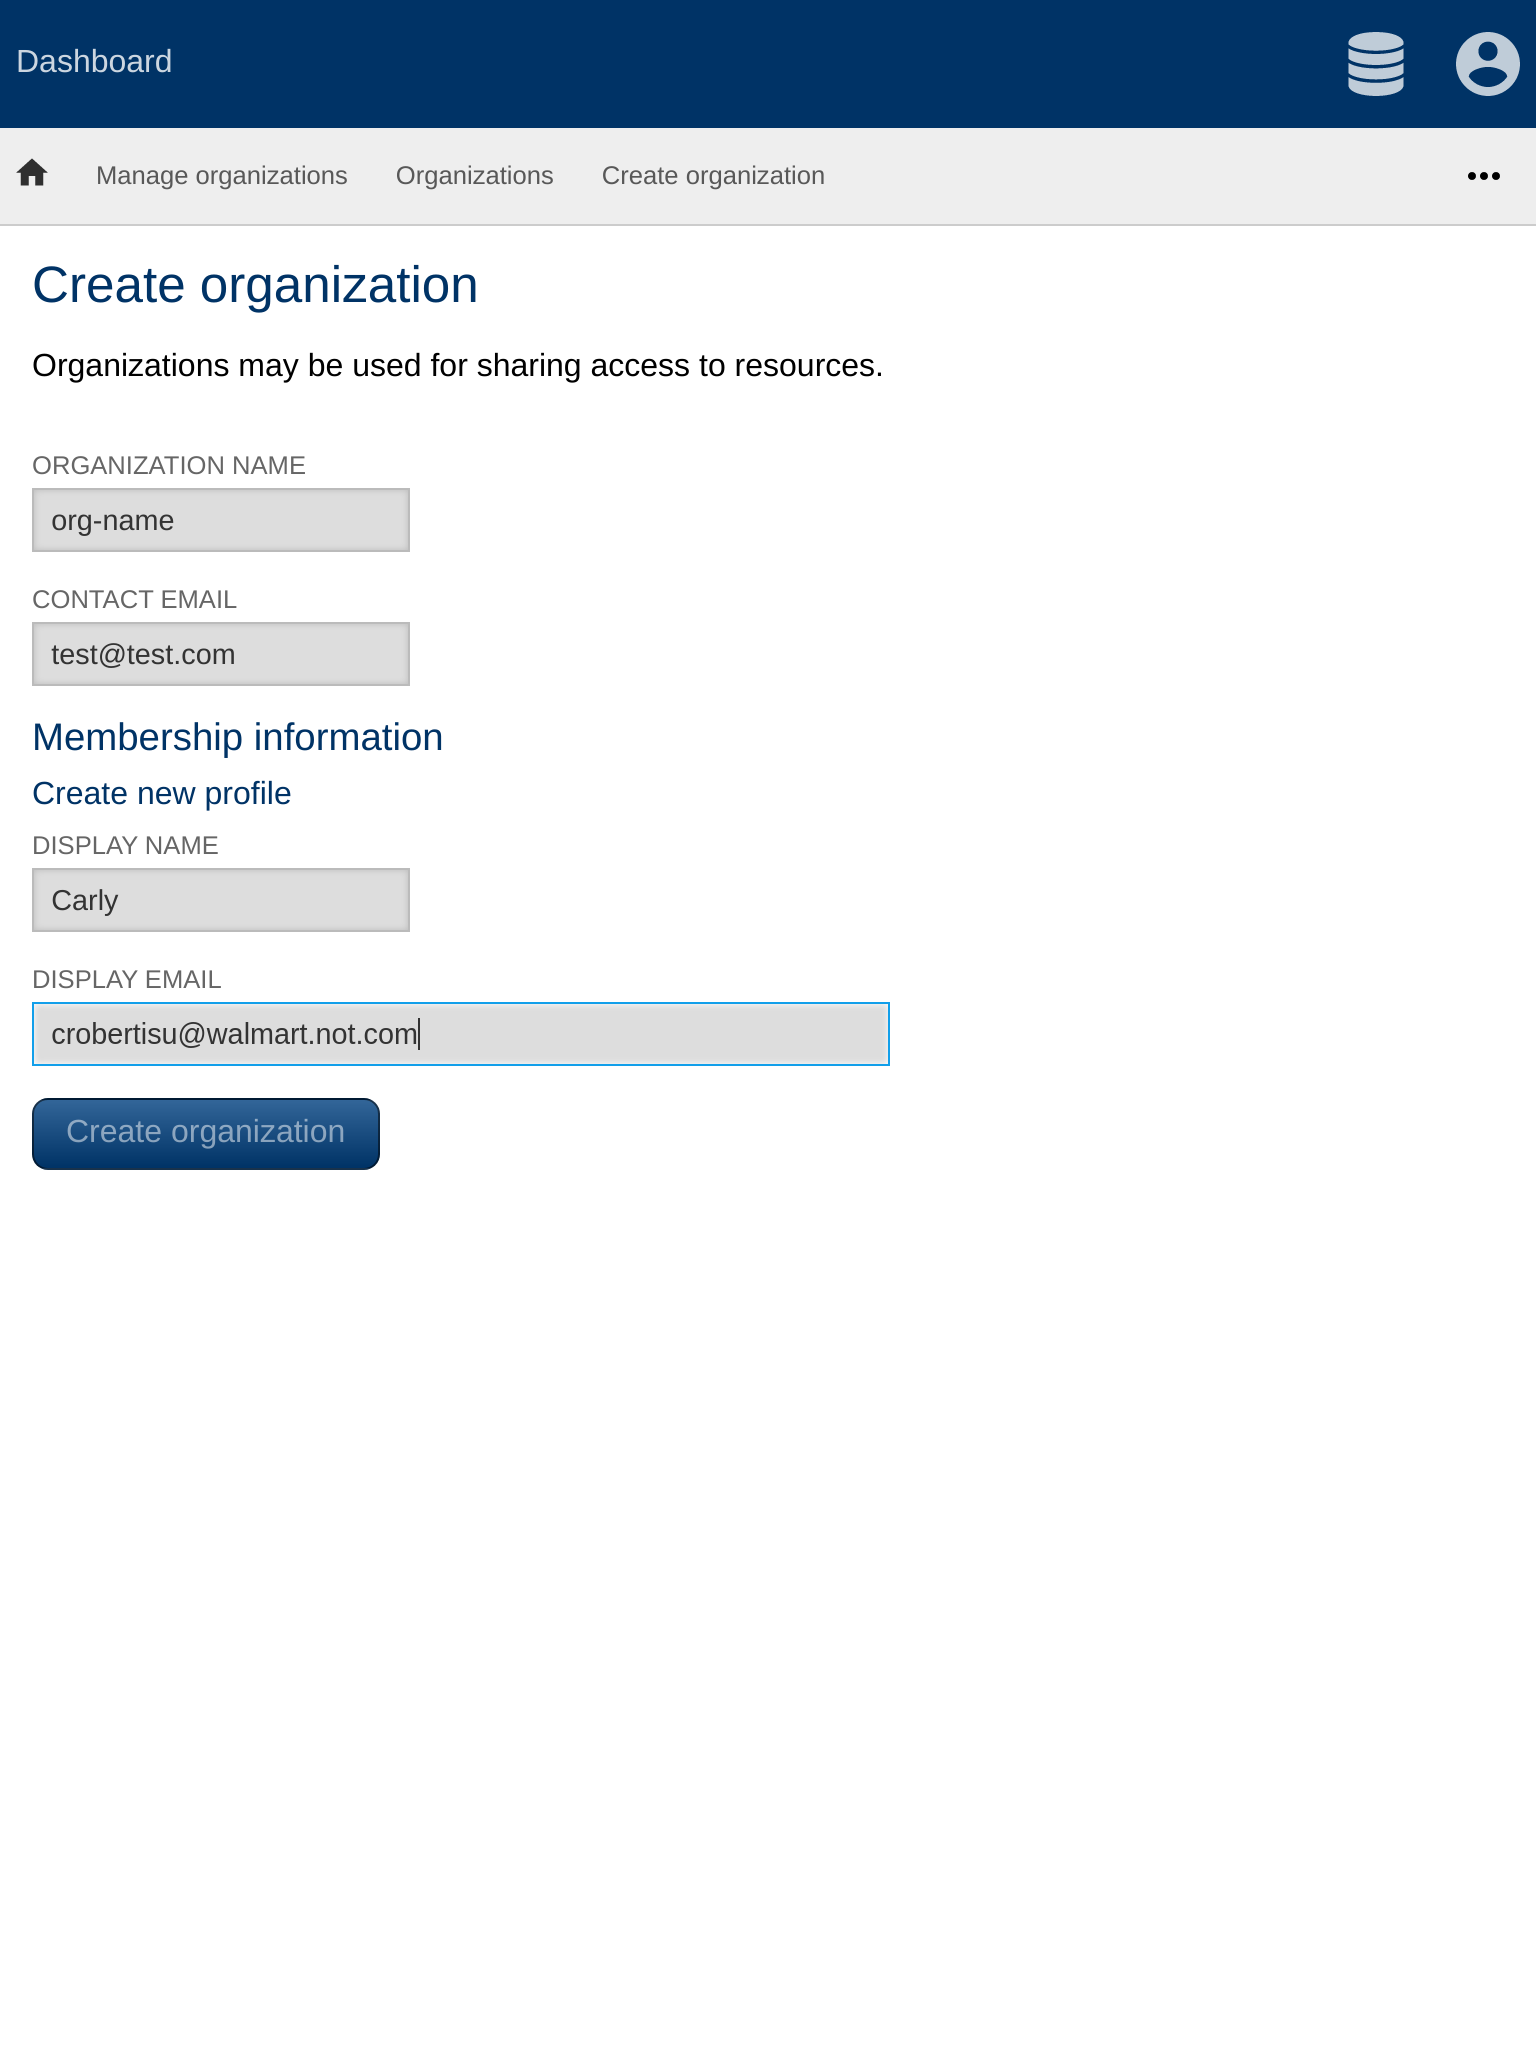 Dashboard
Manage organizations Organizations Create organization
Create organization
Organizations may be used for sharing access to resources.
ORGANIZATION NAME
org-name
CONTACT EMAIL
test@test.com
Membership information
Create new profile
DISPLAY NAME
Carly
DISPLAY EMAIL
crobertisu@walmart.not.com
Create organization